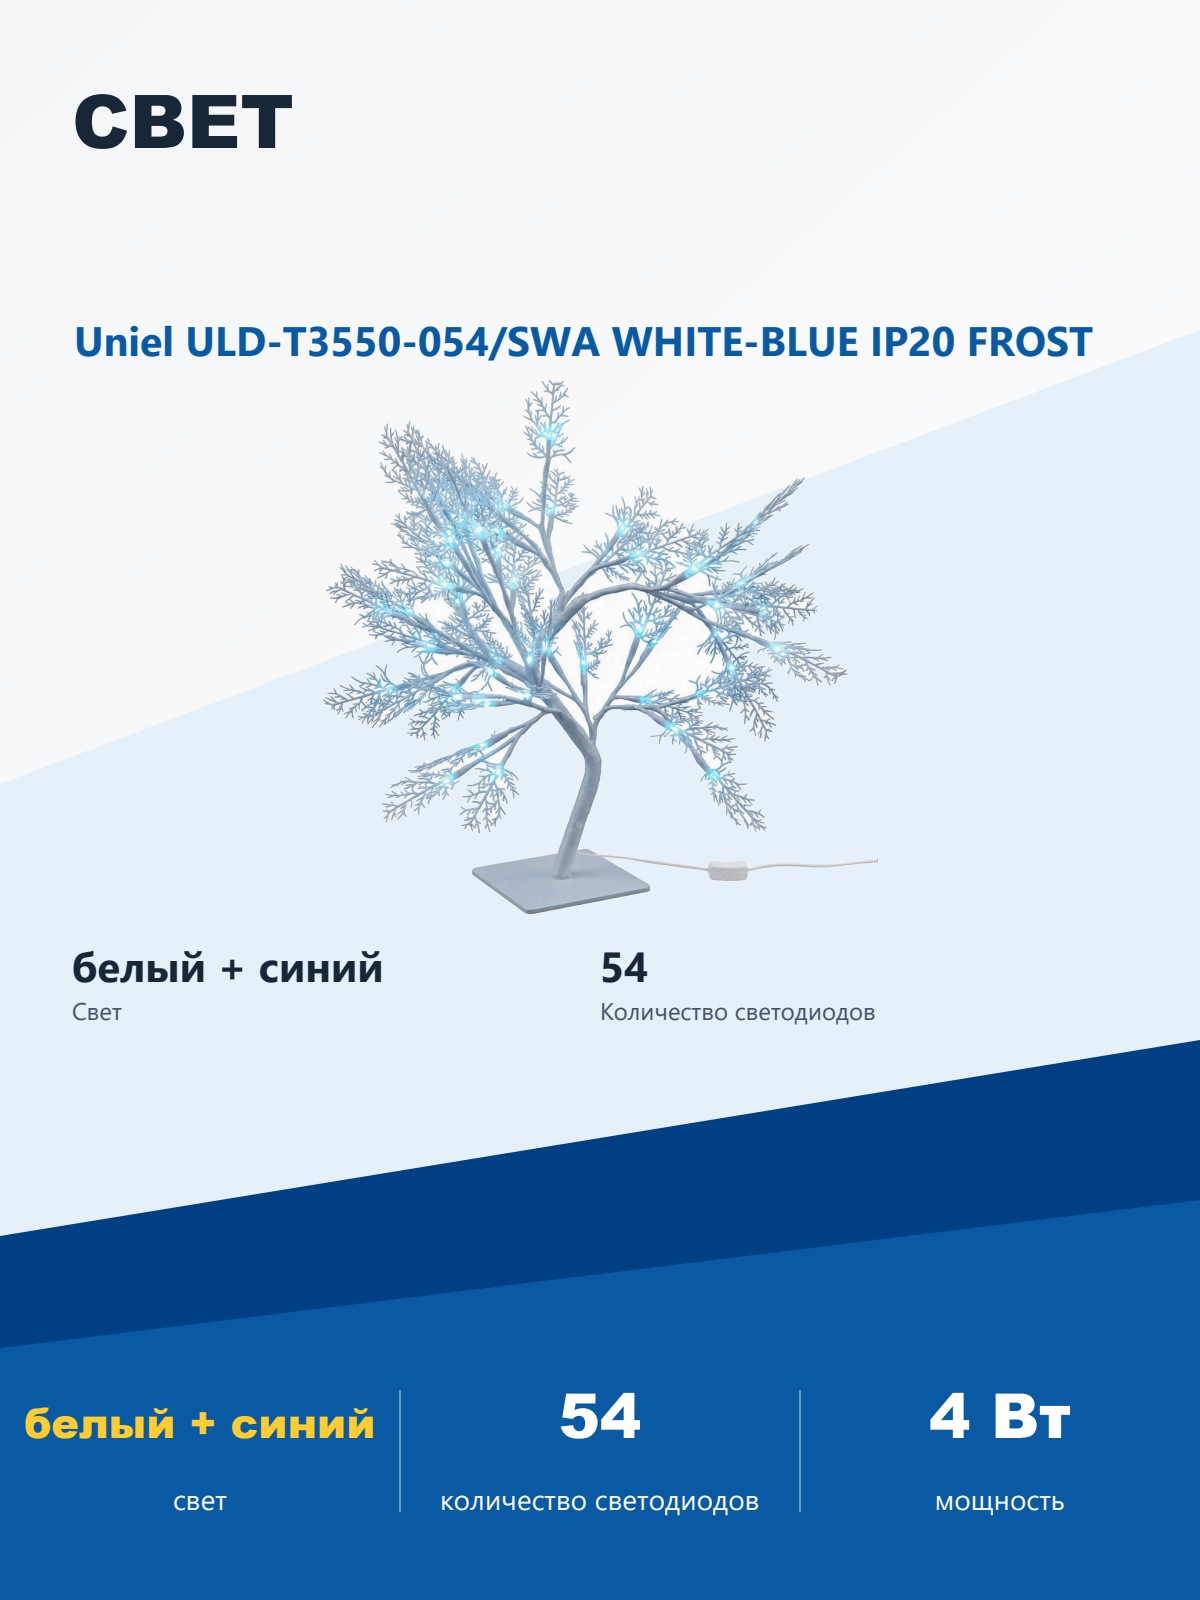 СВЕТ
Uniel ULD-T3550-054/SWA WHITE-BLUE IP20 FROST
белый + синий
Свет
54
Количество светодиодов
белый + синий
свет
54
количество светодиодов
4 Вт
мощность